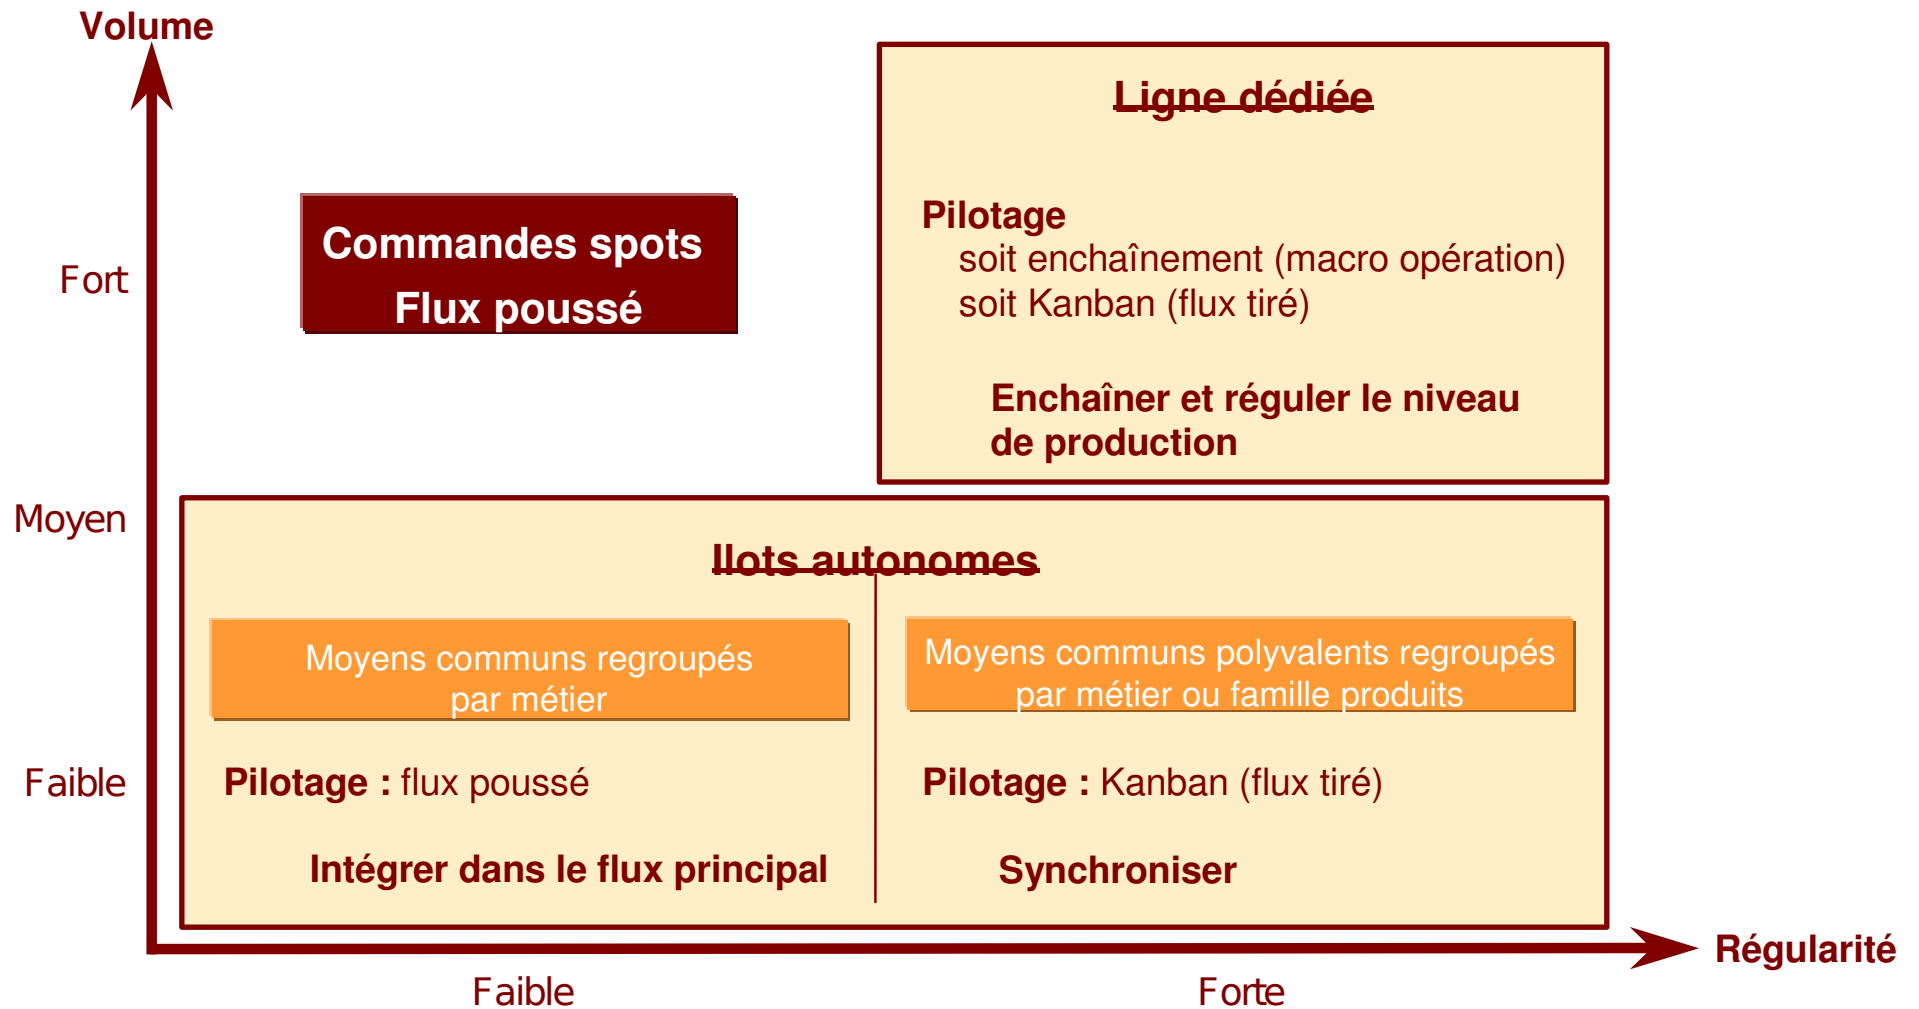 Volume
Ligne dédiée
Pilotage
soit enchaînement (macro opération)
soit Kanban (flux tiré)
Enchaîner et réguler le niveau
de production
Commandes spots
Flux poussé
Fort
Moyen
Faible
Ilots autonomes
Moyens communs regroupés
par métier
Pilotage : flux poussé
Intégrer dans le flux principal
Moyens communs polyvalents regroupés
par métier ou famille produits
Pilotage : Kanban (flux tiré)
Synchroniser
Régularité
Faible
Forte